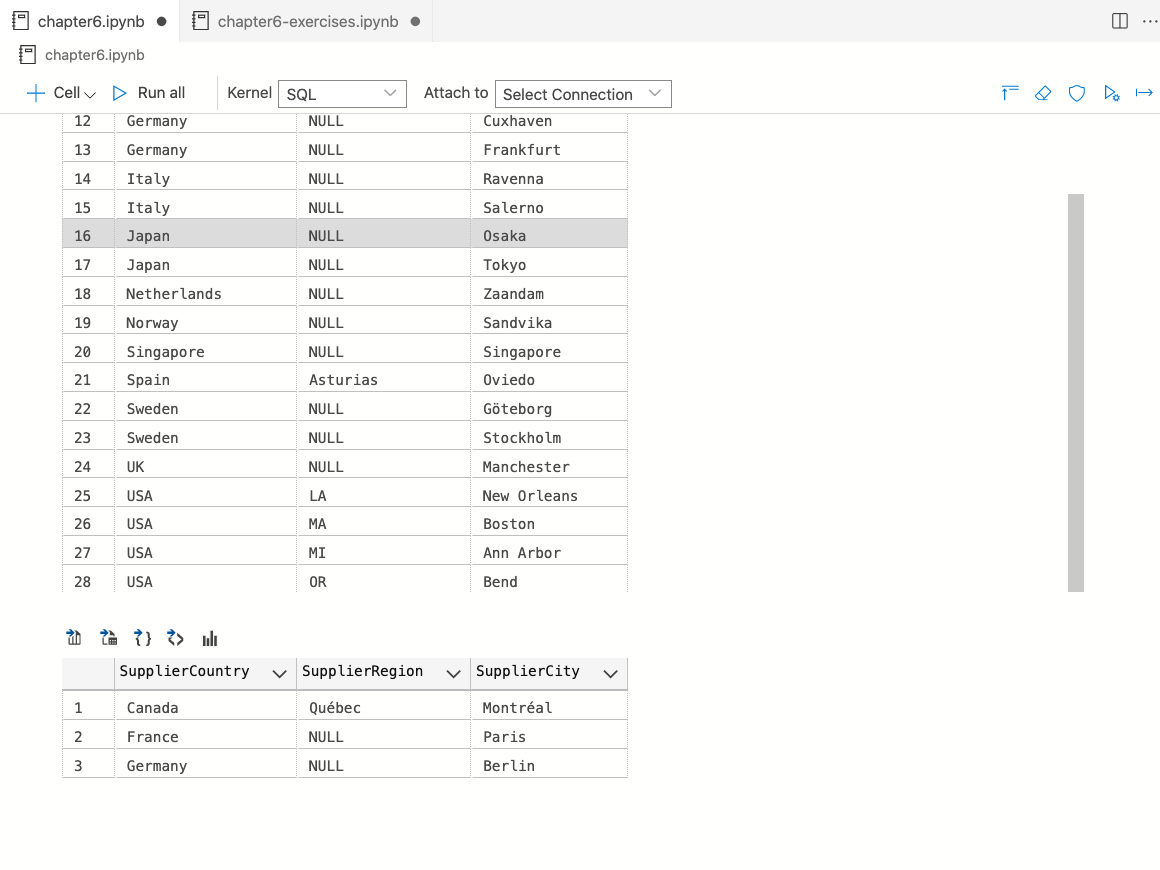 chapter6.ipynb ● chapter6-exercises.ipynb ●
chapter6.ipynb
Cell Run all Kernel SQL Attach to Select Connection
12 Germany NULL Cuxhaven
13 Germany NULL Frankfurt
14 Italy NULL Ravenna
15 Italy NULL Salerno
16 Japan NULL Osaka
17 Japan NULL Tokyo
18 Netherlands NULL Zaandam
19 Norway NULL Sandvika
20 Singapore NULL Singapore
21 Spain Asturias Oviedo
22 Sweden NULL Göteborg
23 Sweden NULL Stockholm
24 UK NULL Manchester
25 USA LA New Orleans
26 USA MA Boston
27 USA MI Ann Arbor
28 USA OR Bend
SupplierCountry SupplierRegion SupplierCity
1 Canada Québec Montréal
2 France NULL Paris
3 Germany NULL Berlin